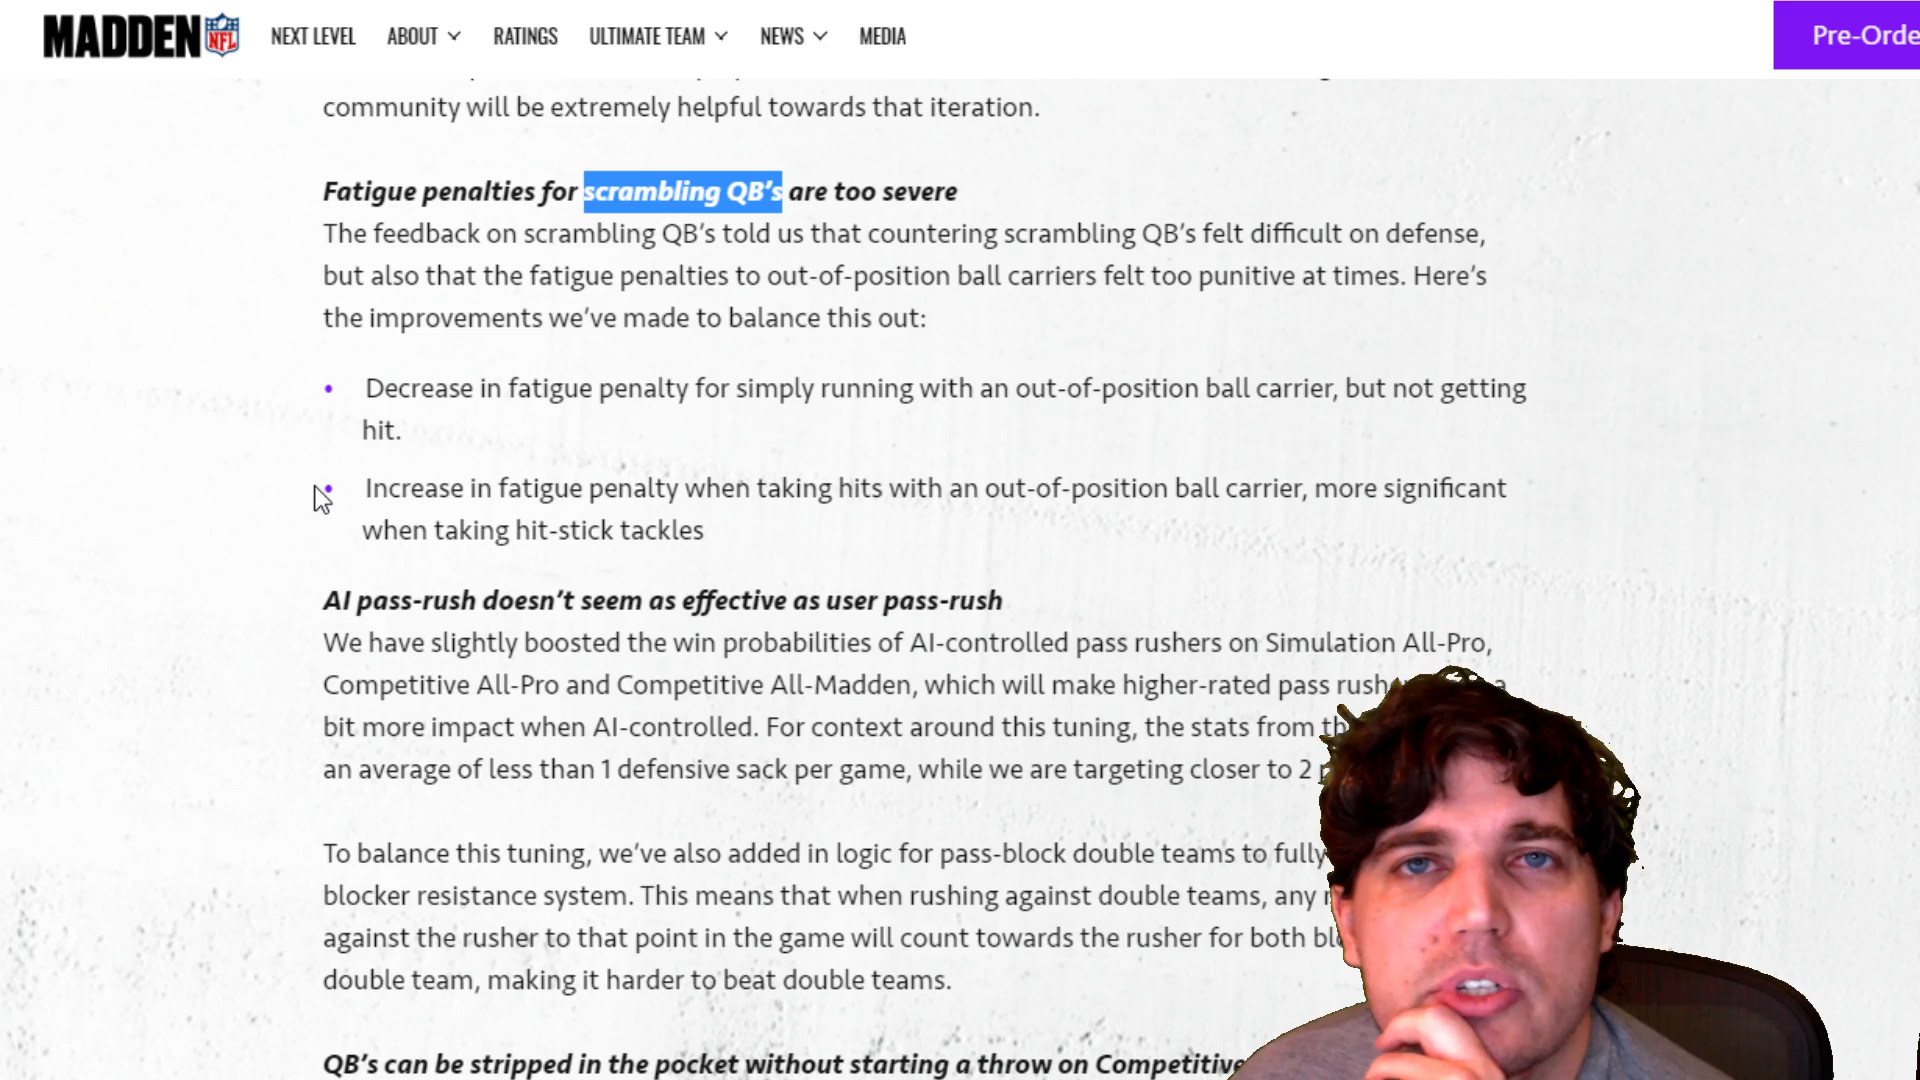 MADDEN NFL NEXT LEVEL ABOUT RATINGS ULTIMATE TEAM NEWS MEDIA Pre-Orde
community will be extremely helpful towards that iteration.
Fatigue penalties for scrambling QB's are too severe
The feedback on scrambling QB's told us that countering scrambling QB's felt difficult on defense,
but also that the fatigue penalties to out-of-position ball carriers felt too punitive at times. Here's
the improvements we've made to balance this out:
• Decrease in fatigue penalty for simply running with an out-of-position ball carrier, but not getting
hit.
• Increase in fatigue penalty when taking hits with an out-of-position ball carrier, more significant
when taking hit-stick tackles
AI pass-rush doesn't seem as effective as user pass-rush
We have slightly boosted the win probabilities of AI-controlled pass rushers on Simulation All-Pro,
Competitive All-Pro and Competitive All-Madden, which will make higher-rated pass rush a
bit more impact when AI-controlled. For context around this tuning, the stats from th
an average of less than 1 defensive sack per game, while we are targeting closer to 2 p
To balance this tuning, we've also added in logic for pass-block double teams to fully
blocker resistance system. This means that when rushing against double teams, any
against the rusher to that point in the game will count towards the rusher for both bl
double team, making it harder to beat double teams.
QB's can be stripped in the pocket without starting a throw on Competitive